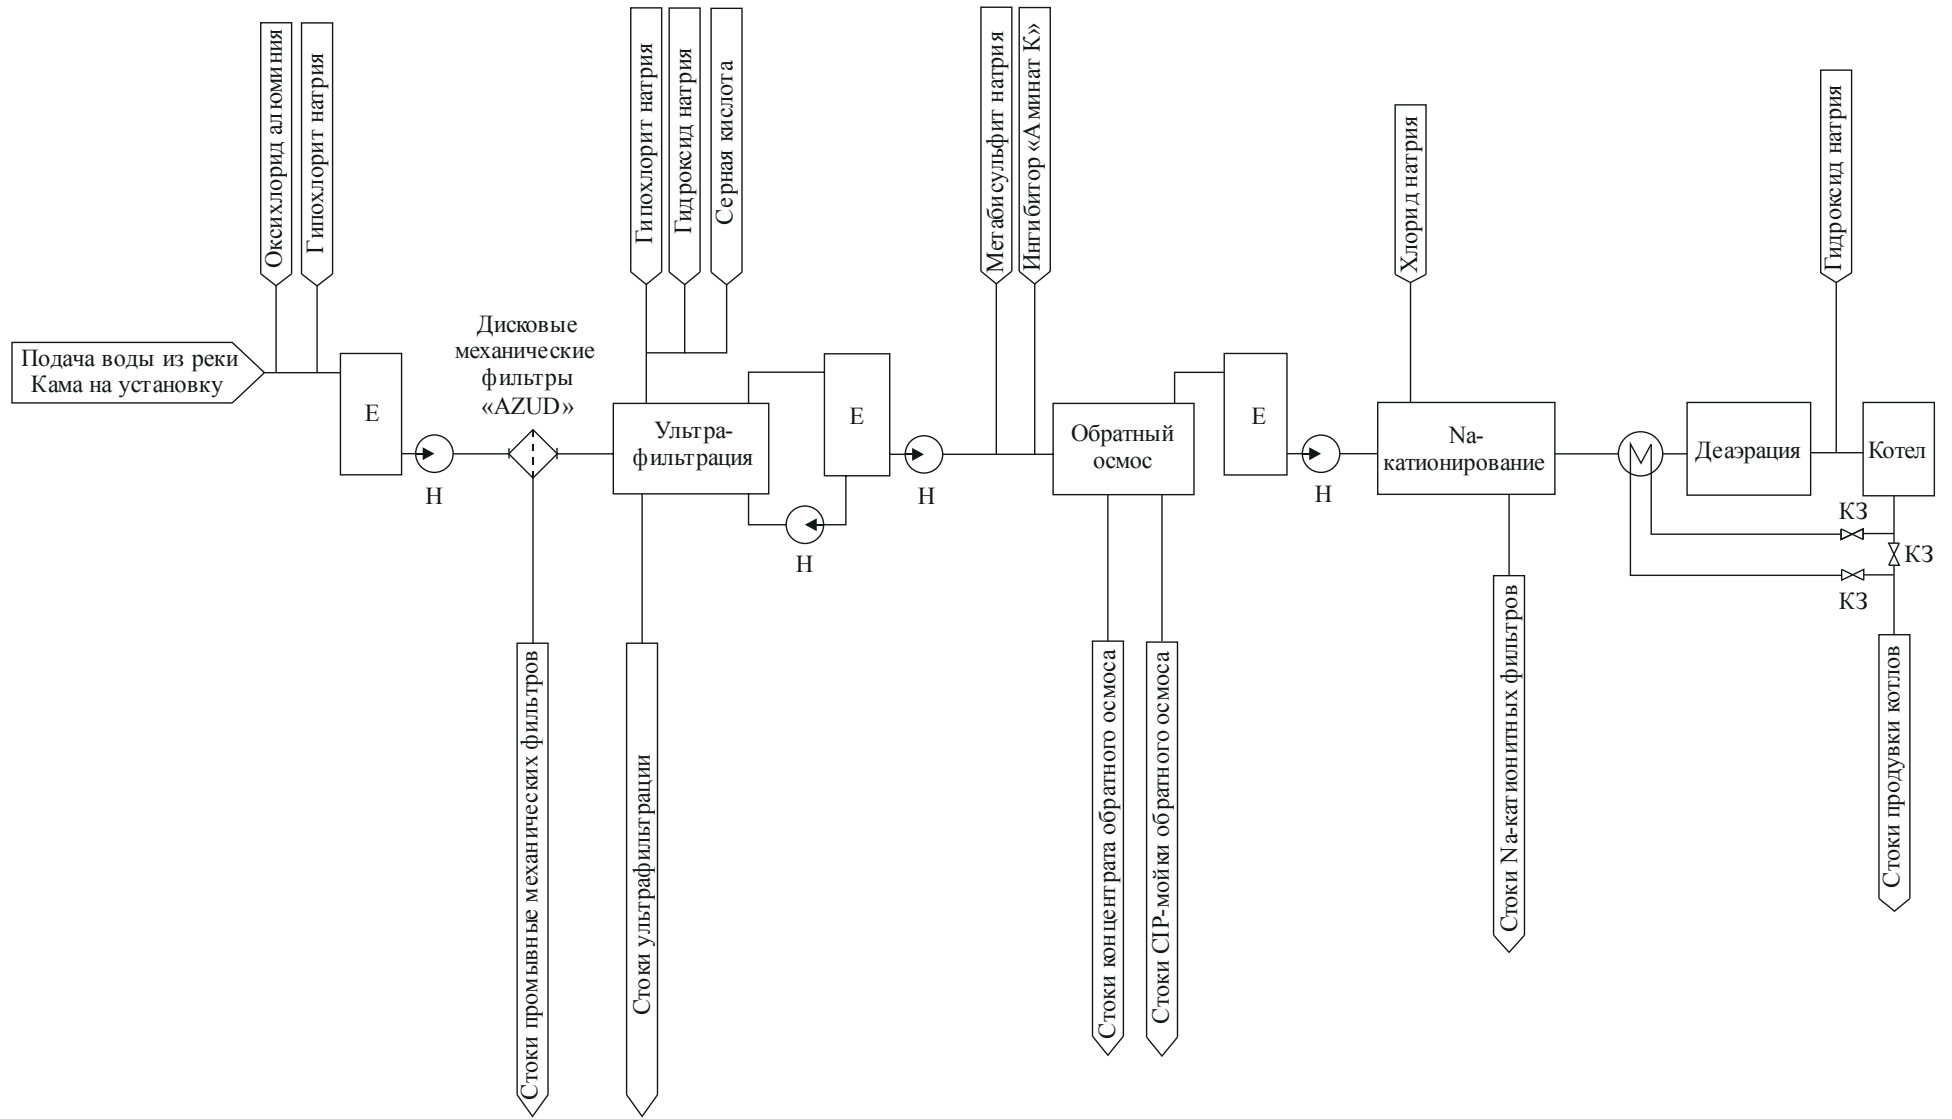 Оксихлорид алюминия
Гипохлорит натрия
Гипохлорит натрия
Гидроксид натрия
Серная кислота
Метабисульфит натрия
Ингибитор «Аминат К»
Хлорид натрия
Гидроксид натрия
Подача воды из реки
Кама на установку
Е
Н
Дисковые
механические
фильтры
«AZUD»
Ультра-
фильтрация
Е
Н
Н
Обратный
осмос
Е
Н
Na-
катионирование
Деаэрация
Котел
КЗ
КЗ
КЗ
Стоки промывные механических фильтров
Стоки ультрафильтрации
Стоки концентрата обратного осмоса
Стоки CIP-мойки обратного осмоса
Стоки Na-катионитных фильтров
Стоки продувки котлов